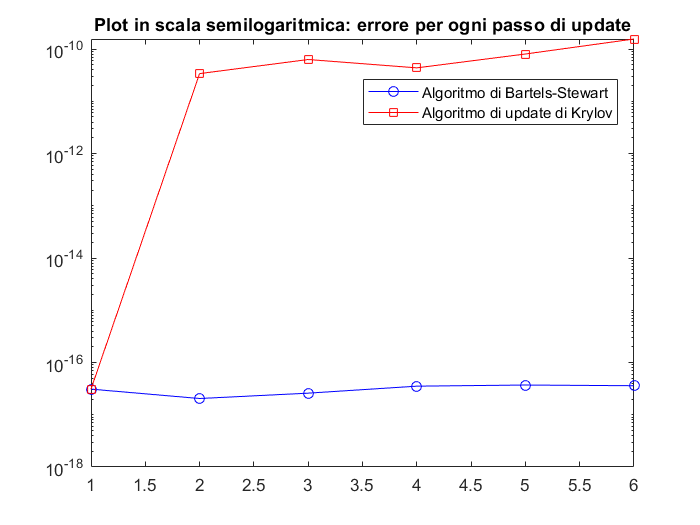 Plot in scala semilogaritmica: errore per ogni passo di update
10^-10
Algoritmo di Bartels-Stewart
Algoritmo di update di Krylov
10^-12
10^-14
10^-16
10^-18
1 1.5 2 2.5 3 3.5 4 4.5 5 5.5 6